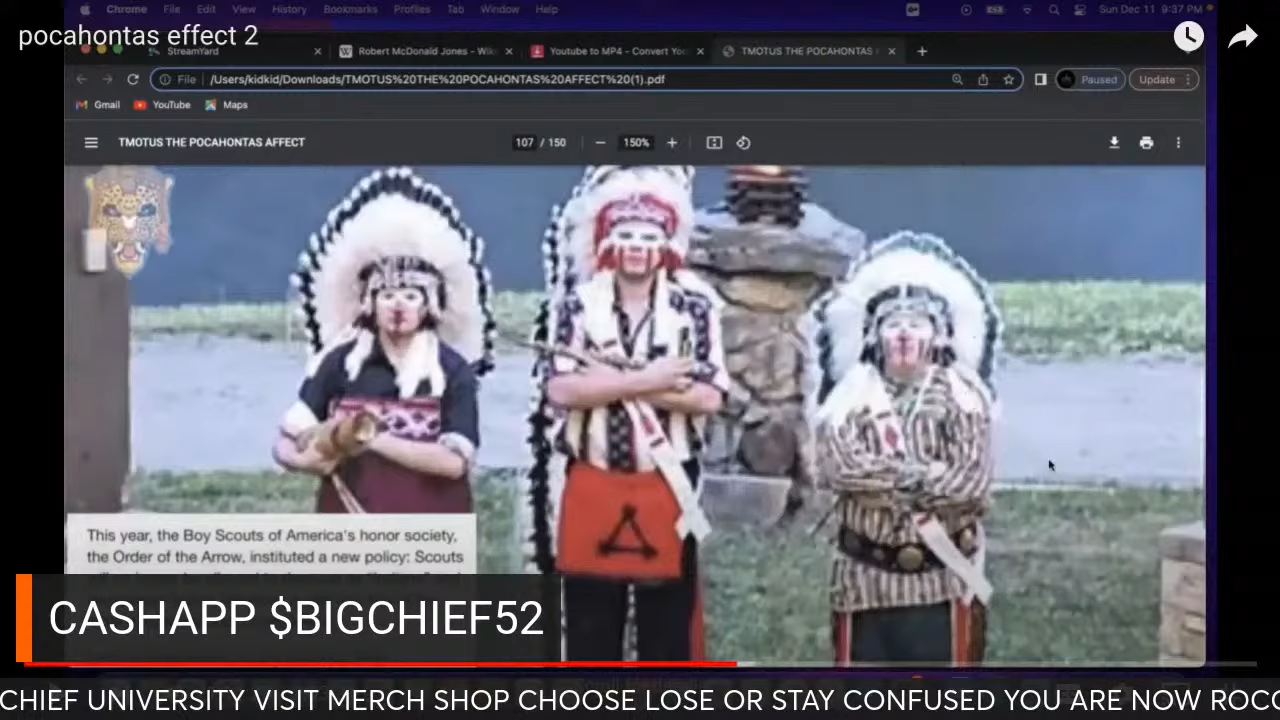 Chrome File Edit View History Bookmarks Profiles Tab Window Help Sun Dec 11 9:37 PM
pocahontas effect 2
StreamYard Robert McDonald Jones - Wiki Youtube to MP4 - Convert You TMOTUS THE POCAHONTAS
File /Users/kidkid/Downloads/TMOTUS%20THE%20POCAHONTAS%20AFFECT%20(1).pdf Paused Update
Gmail YouTube Maps
TMOTUS THE POCAHONTAS AFFECT 107 / 150 150%
This year, the Boy Scouts of America's honor society,
the Order of the Arrow, instituted a new policy: Scouts
CASHAPP $BIGCHIEF52
CHIEF UNIVERSITY VISIT MERCH SHOP CHOOSE LOSE OR STAY CONFUSED YOU ARE NOW ROCC